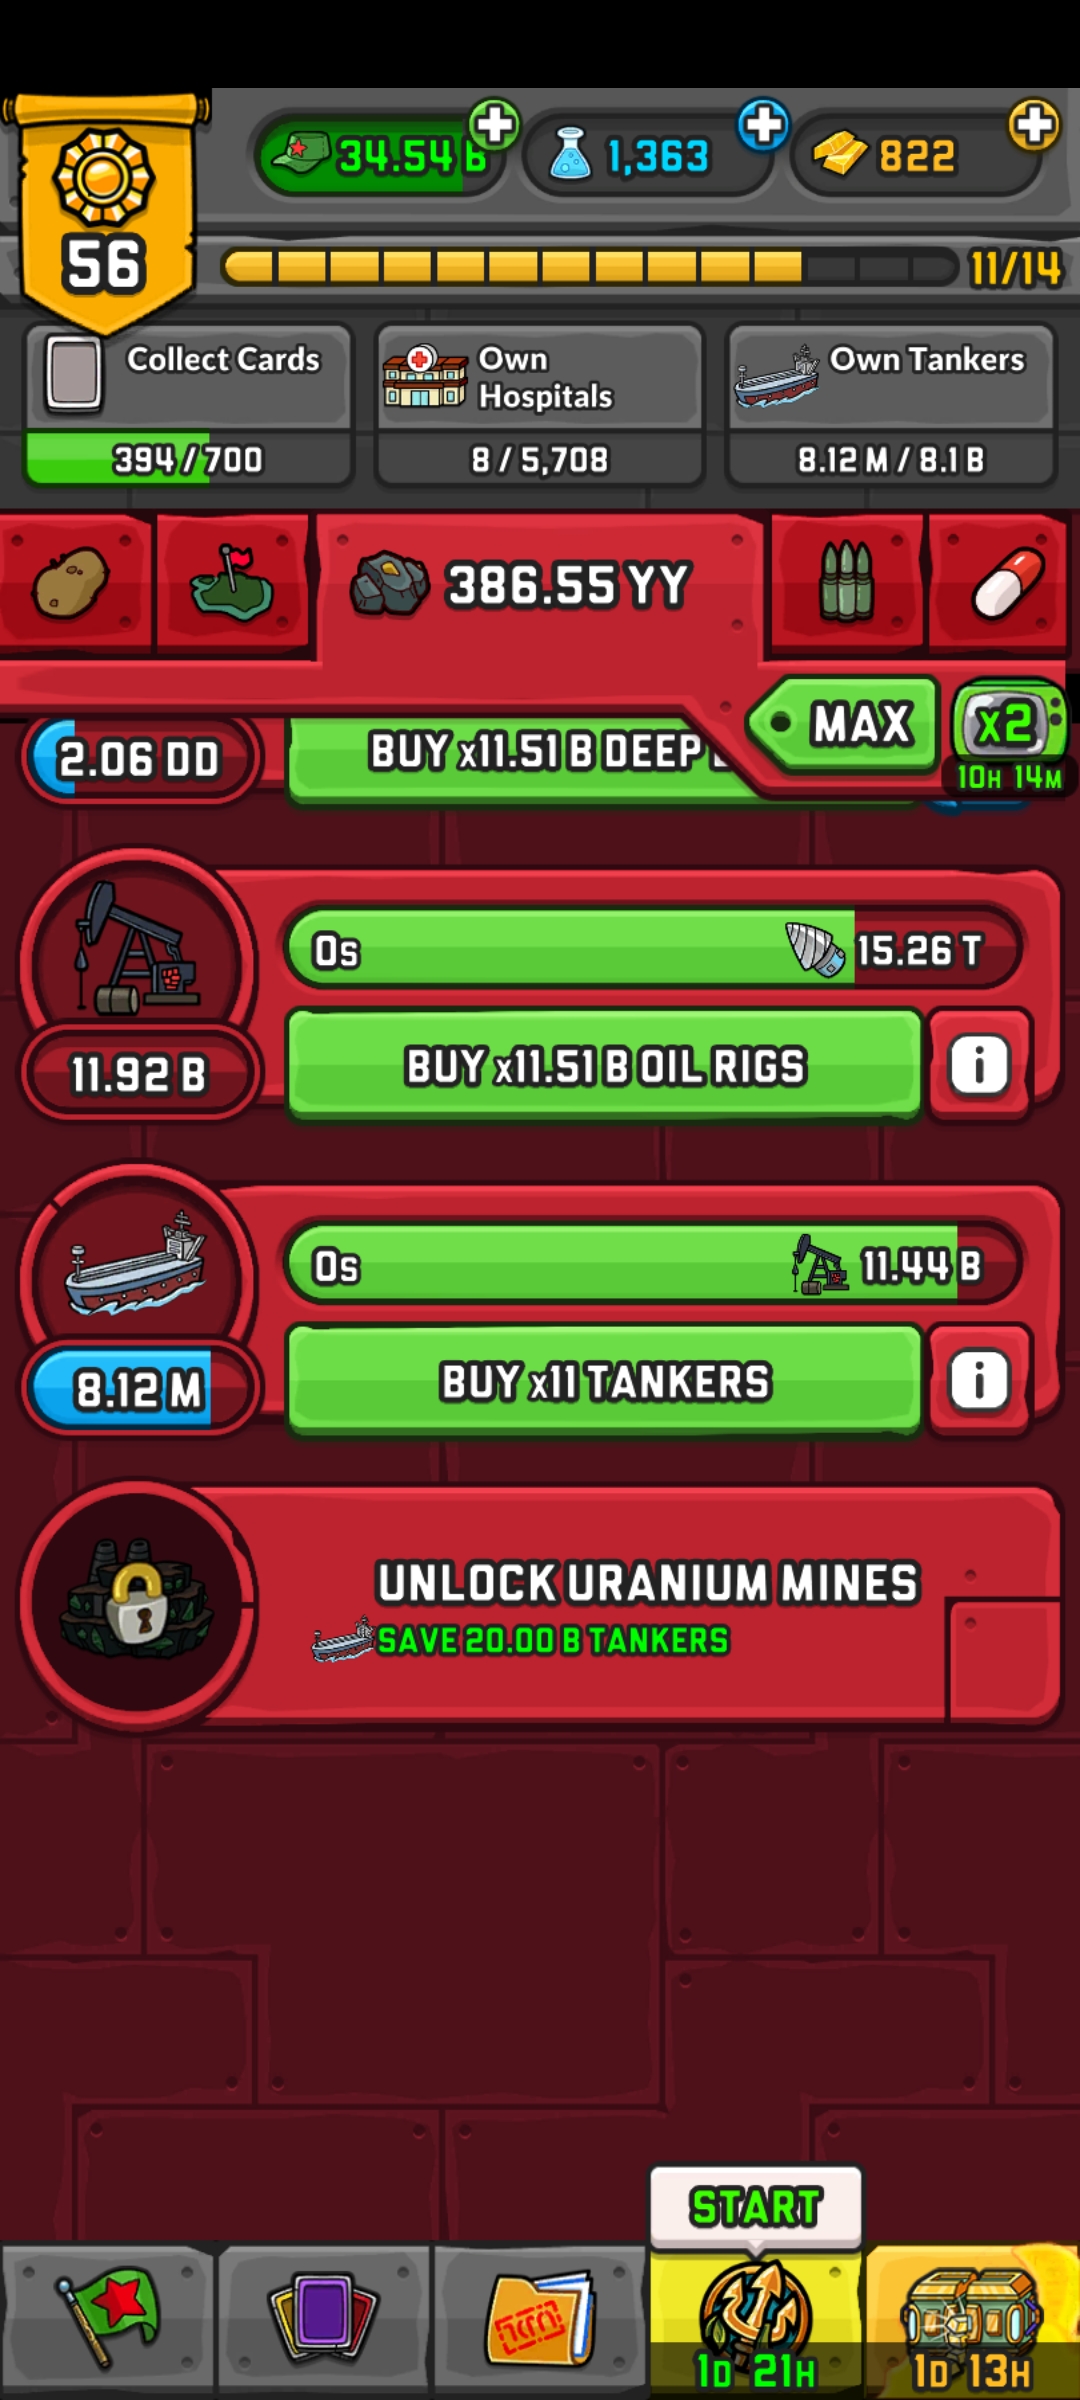 34.54 B
1,363
822
56
11/14
Collect Cards
394/700
Own
Hospitals
8/5,708
Own Tankers
8.12 M/8.1 B
386.55 YY
MAX
x2
10H 14M
2.06 DD
BUY x11.51 B DEEP
0s
15.26 T
11.92 B
BUY x11.51 B OIL RIGS
i
0s
11.44 B
8.12 M
BUY x11 TANKERS
i
UNLOCK URANIUM MINES
SAVE 20.00 B TANKERS
START
1D 21H
1D 13H